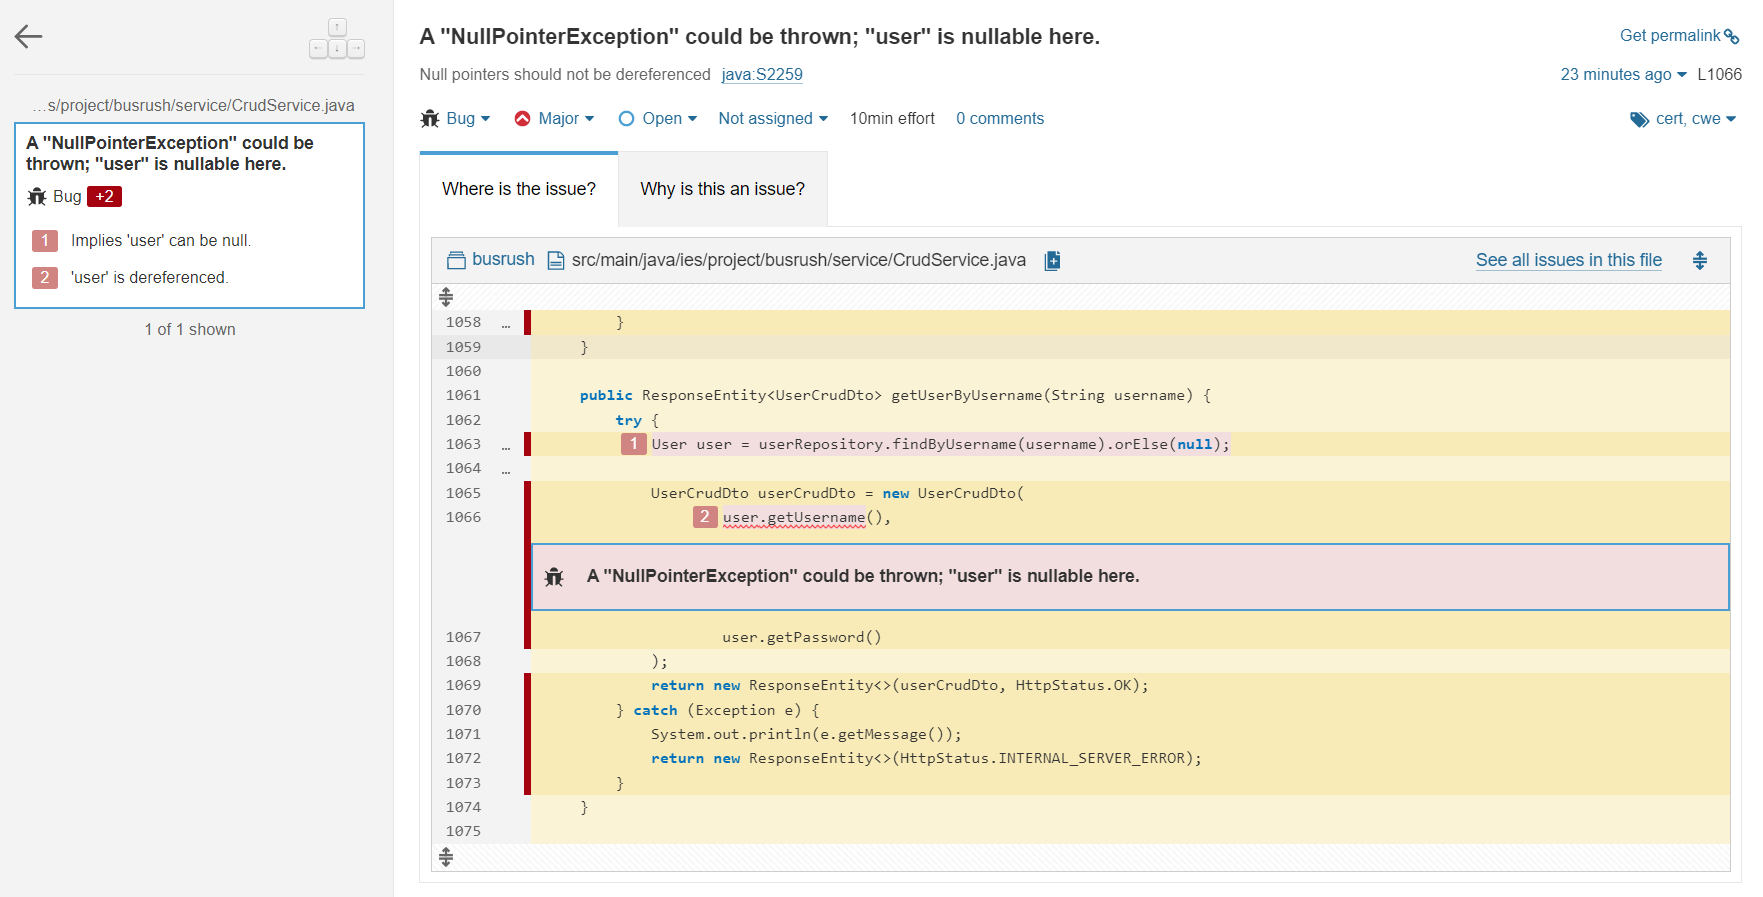 ↑
← ↓ →
…s/project/busrush/service/CrudService.java
A "NullPointerException" could be
thrown; "user" is nullable here.
Bug +2
1 Implies 'user' can be null.
2 'user' is dereferenced.
1 of 1 shown
A "NullPointerException" could be thrown; "user" is nullable here.
Get permalink
Null pointers should not be dereferenced java:S2259
23 minutes ago L1066
Bug Major Open Not assigned 10min effort 0 comments
cert, cwe
Where is the issue? Why is this an issue?
busrush src/main/java/ies/project/busrush/service/CrudService.java See all issues in this file
1058 … }
1059 }
1060
1061 public ResponseEntity<UserCrudDto> getUserByUsername(String username) {
1062 try {
1063 … 1 User user = userRepository.findByUsername(username).orElse(null);
1064 …
1065 UserCrudDto userCrudDto = new UserCrudDto(
1066 2 user.getUsername(),
A "NullPointerException" could be thrown; "user" is nullable here.
1067 user.getPassword()
1068 );
1069 return new ResponseEntity<>(userCrudDto, HttpStatus.OK);
1070 } catch (Exception e) {
1071 System.out.println(e.getMessage());
1072 return new ResponseEntity<>(HttpStatus.INTERNAL_SERVER_ERROR);
1073 }
1074 }
1075